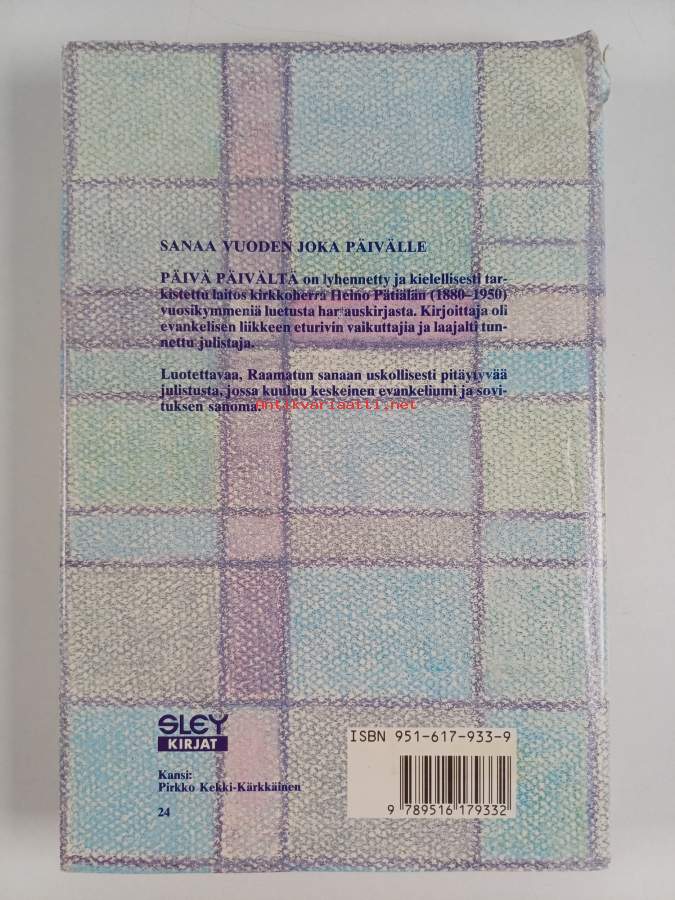 SANAA VUODEN JOKA PÄIVÄLLE
PÄIVÄ PÄIVÄLTÄ on lyhennetty ja kielellisesti tar-
kistettu laitos kirkkoherra Heino Pätiälän (1880–1950)
vuosikymmeniä luetusta hartauskirjasta. Kirjoittaja oli
evankelisen liikkeen eturivin vaikuttajia ja laajalti tun-
nettu julistaja.
Luotettavaa, Raamatun sanaan uskollisesti pitäytyvää
julistusta, jossa kuuluu keskeinen evankeliumi ja sovi-
tuksen sanoma.
Antikvariaatti.net
SLEY
KIRJAT
ISBN 951-617-933-9
9 789516 179332
Kansi:
Pirkko Kekki-Kärkkäinen
24